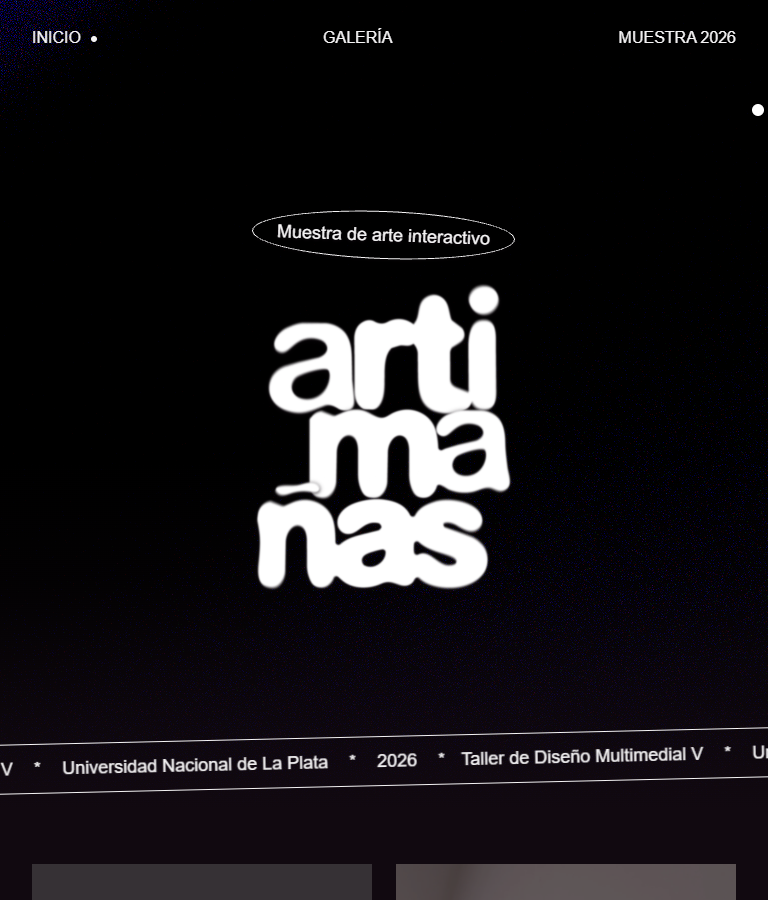 INICIO
GALERÍA
MUESTRA 2026
Muestra de arte interactivo
arti
ma
ñas
V * Universidad Nacional de La Plata * 2026 * Taller de Diseño Multimedial V *